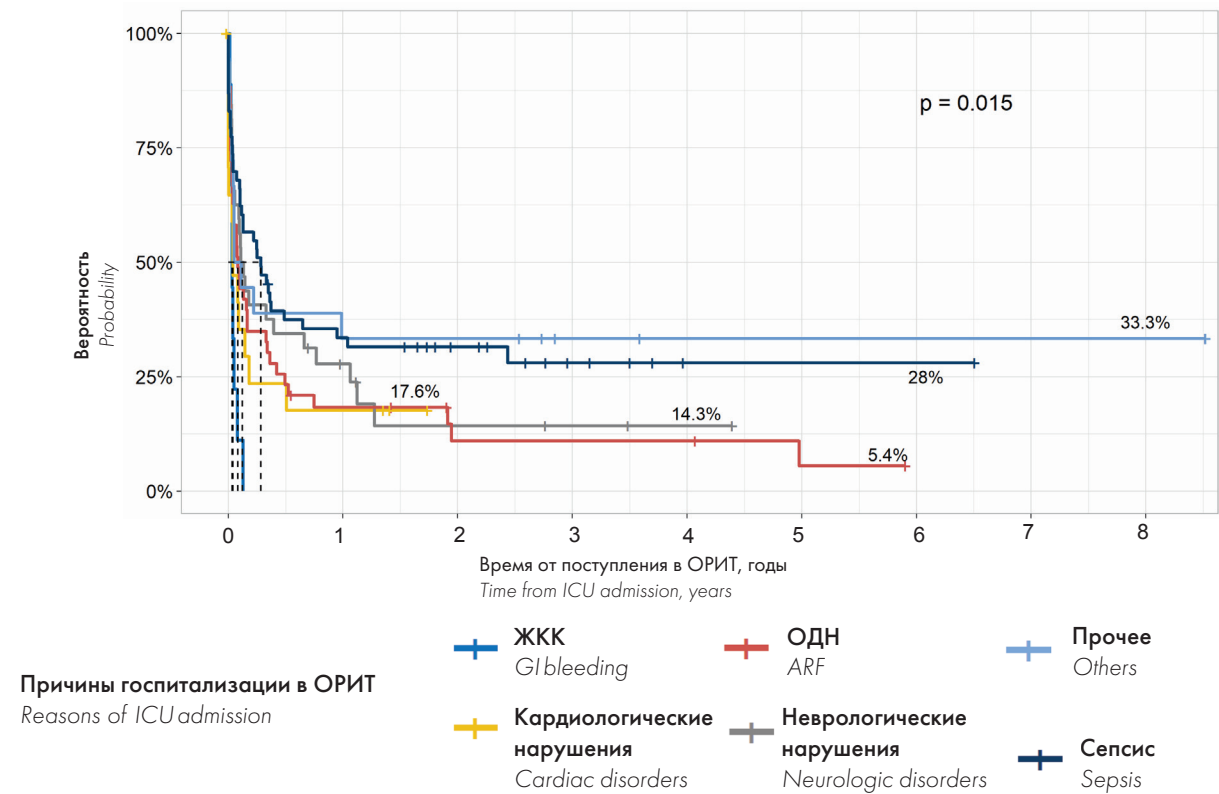 100%
75%
50%
25%
0%
Вероятность
Probability
p = 0.015
33.3%
28%
17.6%
14.3%
5.4%
0 1 2 3 4 5 6 7 8
Время от поступления в ОРИТ, годы
Time from ICU admission, years
Причины госпитализации в ОРИТ
Reasons of ICU admission
ЖКК
GI bleeding
ОДН
ARF
Прочее
Others
Кардиологические
нарушения
Cardiac disorders
Неврологические
нарушения
Neurologic disorders
Сепсис
Sepsis